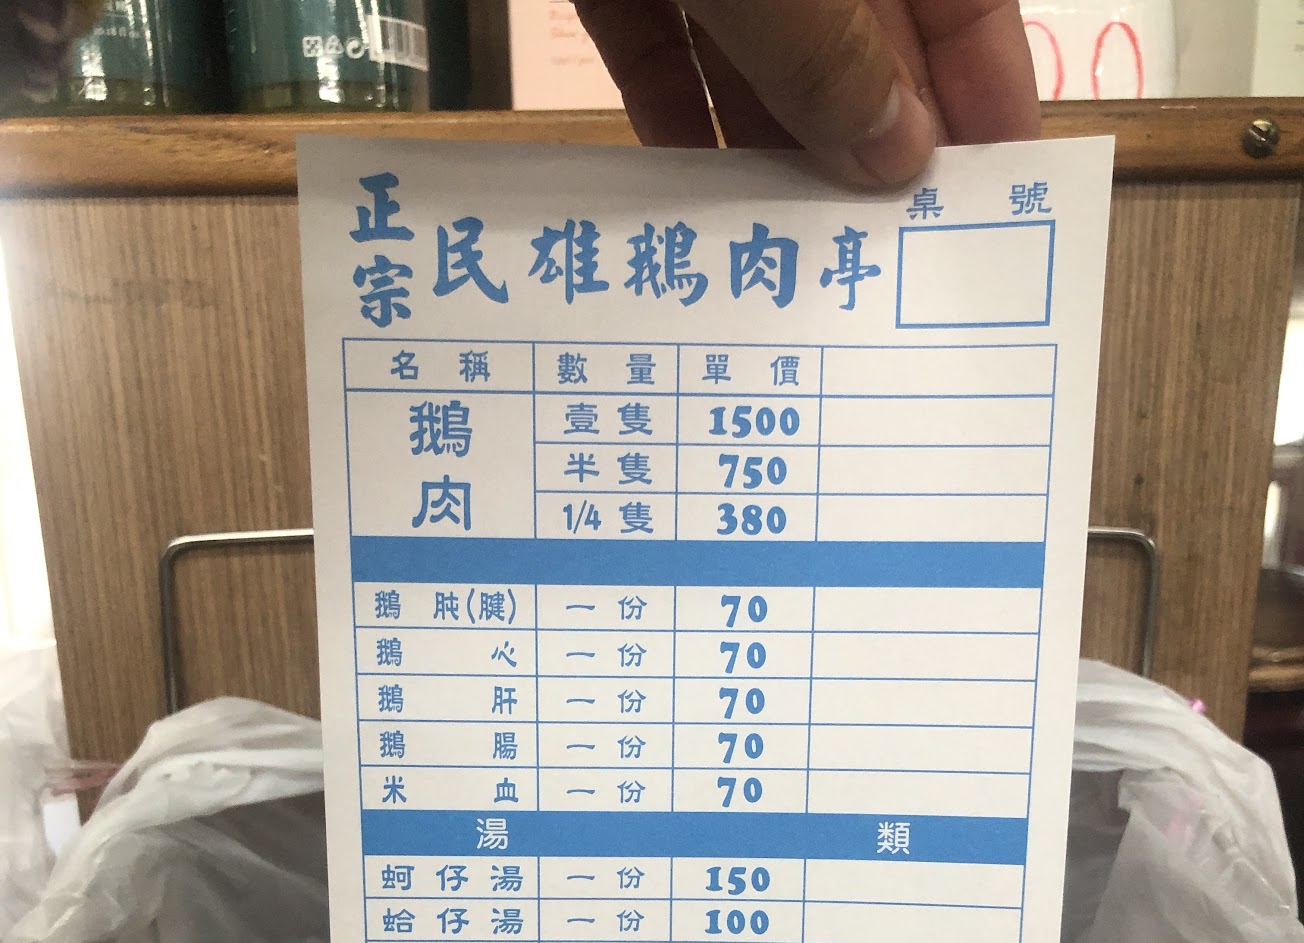 桌 號
正宗 民雄鵝肉亭
名 稱 數 量 單 價
鵝肉 壹隻 1500
半隻 750
1/4 隻 380
鵝 肫(腱) 一 份 70
鵝 心 一 份 70
鵝 肝 一 份 70
鵝 腸 一 份 70
米 血 一 份 70
湯 類
蚵 仔 湯 一 份 150
蛤 仔 湯 一 份 100